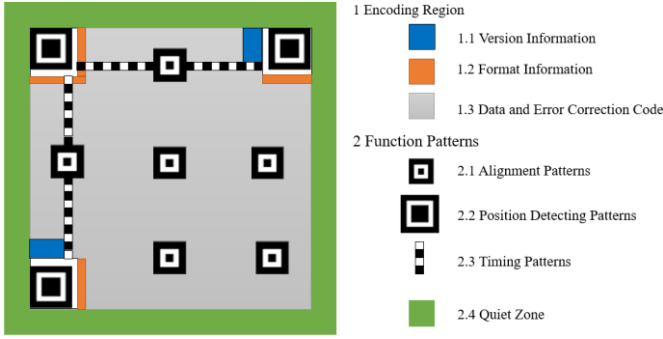 1 Encoding Region
1.1 Version Information
1.2 Format Information
1.3 Data and Error Correction Code
2 Function Patterns
2.1 Alignment Patterns
2.2 Position Detecting Patterns
2.3 Timing Patterns
2.4 Quiet Zone